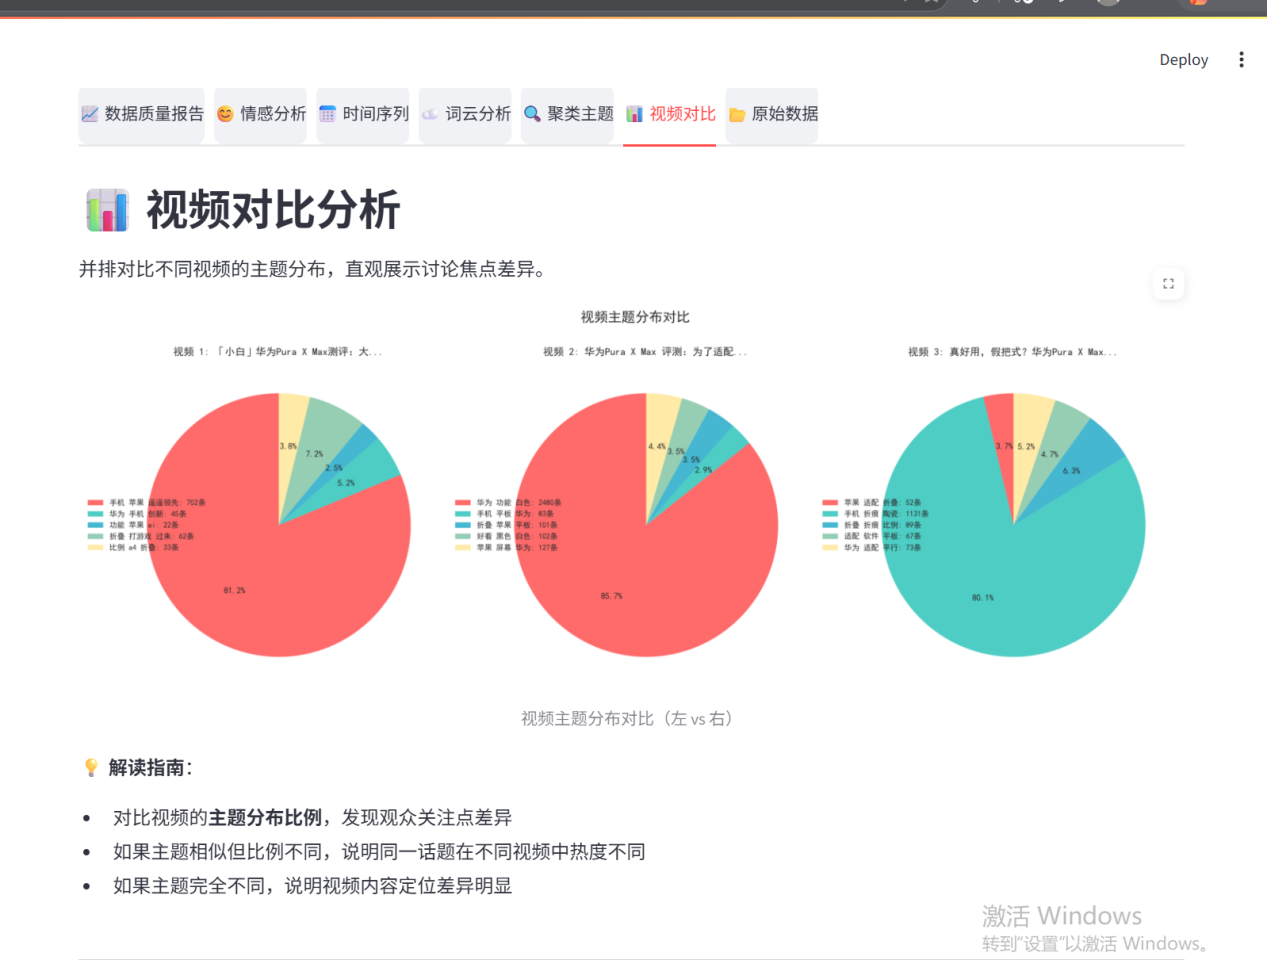 Deploy
数据质量报告 情感分析 时间序列 词云分析 聚类主题 视频对比 原始数据
视频对比分析
并排对比不同视频的主题分布，直观展示讨论焦点差异。
视频主题分布对比
视频 1: 「小白」华为Pura X Max测评: 大...
3.8%
7.2%
2.5%
5.2%
81.2%
手机 苹果 遥遥领先: 702条
华为 手机 创新: 45条
功能 苹果 ai: 22条
折叠 打游戏 过来: 62条
比例 a4 折叠: 33条
视频 2: 华为Pura X Max 评测: 为了适配...
4.4%
3.5%
3.5%
2.9%
85.7%
华为 功能 白色: 2480条
手机 平板 华为: 83条
折叠 苹果 平板: 101条
好看 黑色 白色: 102条
苹果 屏幕 华为: 127条
视频 3: 真好用, 假把式? 华为Pura X Max...
3.7%
5.2%
4.7%
6.3%
80.1%
苹果 适配 折叠: 52条
手机 折痕 陶瓷: 1131条
折叠 折痕 比例: 89条
适配 软件 平板: 67条
华为 适配 平行: 73条
视频主题分布对比（左 vs 右）
解读指南：
• 对比视频的主题分布比例，发现观众关注点差异
• 如果主题相似但比例不同，说明同一话题在不同视频中热度不同
• 如果主题完全不同，说明视频内容定位差异明显
激活 Windows
转到“设置”以激活 Windows。